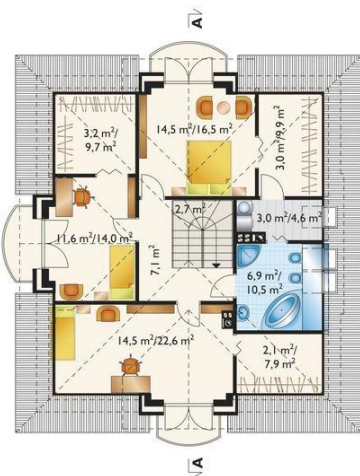 A
3,2 m²/
9,7 m²
14,5 m²/16,5 m²
3,0 m²/9,9 m²
2,7 m²
3,0 m²/4,6 m²
11,6 m²/14,0 m²
7,1 m²
6,9 m²/
10,5 m²
14,5 m²/22,6 m²
2,1 m²/
7,9 m²
A